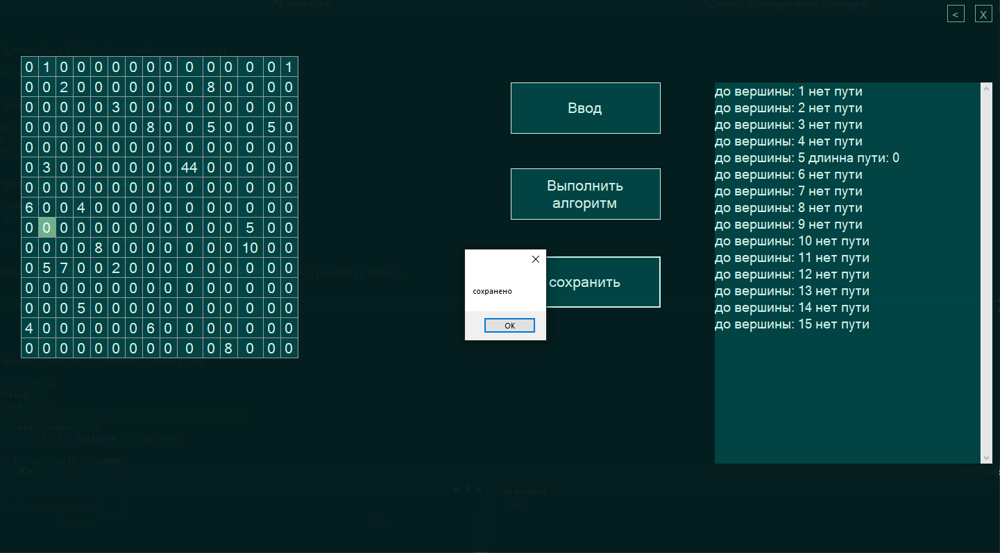 deikstra.vryh
< X
0 1 0 0 0 0 0 0 0 0 0 0 0 0 1
0 0 2 0 0 0 0 0 0 0 8 0 0 0 0
0 0 0 0 0 3 0 0 0 0 0 0 0 0 0
0 0 0 0 0 0 0 8 0 0 5 0 0 5 0
0 0 0 0 0 0 0 0 0 0 0 0 0 0 0
0 3 0 0 0 0 0 0 0 44 0 0 0 0 0
0 0 0 0 0 0 0 0 0 0 0 0 0 0 0
6 0 0 4 0 0 0 0 0 0 0 0 0 0 0
0 0 0 0 0 0 0 0 0 0 0 0 5 0 0
0 0 0 0 8 0 0 0 0 0 0 0 10 0 0
0 5 7 0 0 2 0 0 0 0 0 0 0 0 0
0 0 0 0 0 0 0 0 0 0 0 0 0 0 0
0 0 0 5 0 0 0 0 0 0 0 0 0 0 0
4 0 0 0 0 0 0 6 0 0 0 0 0 0 0
0 0 0 0 0 0 0 0 0 0 0 8 0 0 0
Ввод
Выполнить
алгоритм
сохранить
сохранено
OK
до вершины: 1 нет пути
до вершины: 2 нет пути
до вершины: 3 нет пути
до вершины: 4 нет пути
до вершины: 5 длинна пути: 0
до вершины: 6 нет пути
до вершины: 7 нет пути
до вершины: 8 нет пути
до вершины: 9 нет пути
до вершины: 10 нет пути
до вершины: 11 нет пути
до вершины: 12 нет пути
до вершины: 13 нет пути
до вершины: 14 нет пути
до вершины: 15 нет пути
Стек вызовов